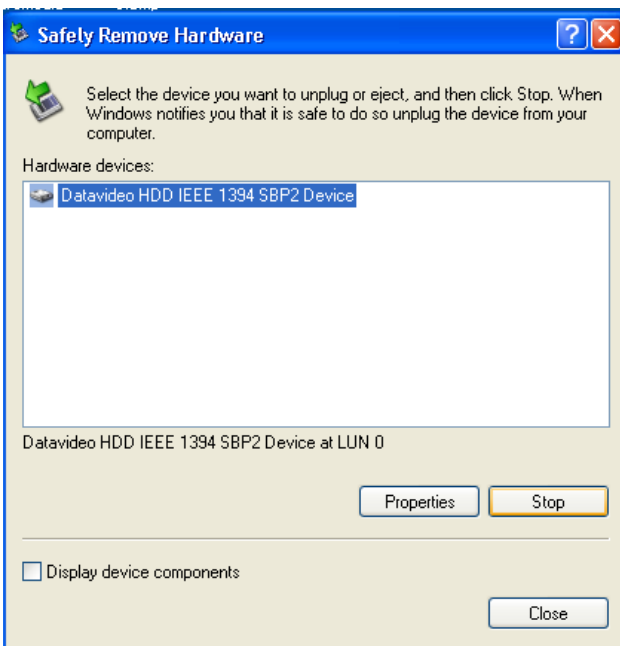 Safely Remove Hardware
Select the device you want to unplug or eject, and then click Stop. When
Windows notifies you that it is safe to do so unplug the device from your
computer.
Hardware devices:
Datavideo HDD IEEE 1394 SBP2 Device
Datavideo HDD IEEE 1394 SBP2 Device at LUN 0
Properties Stop
Display device components
Close